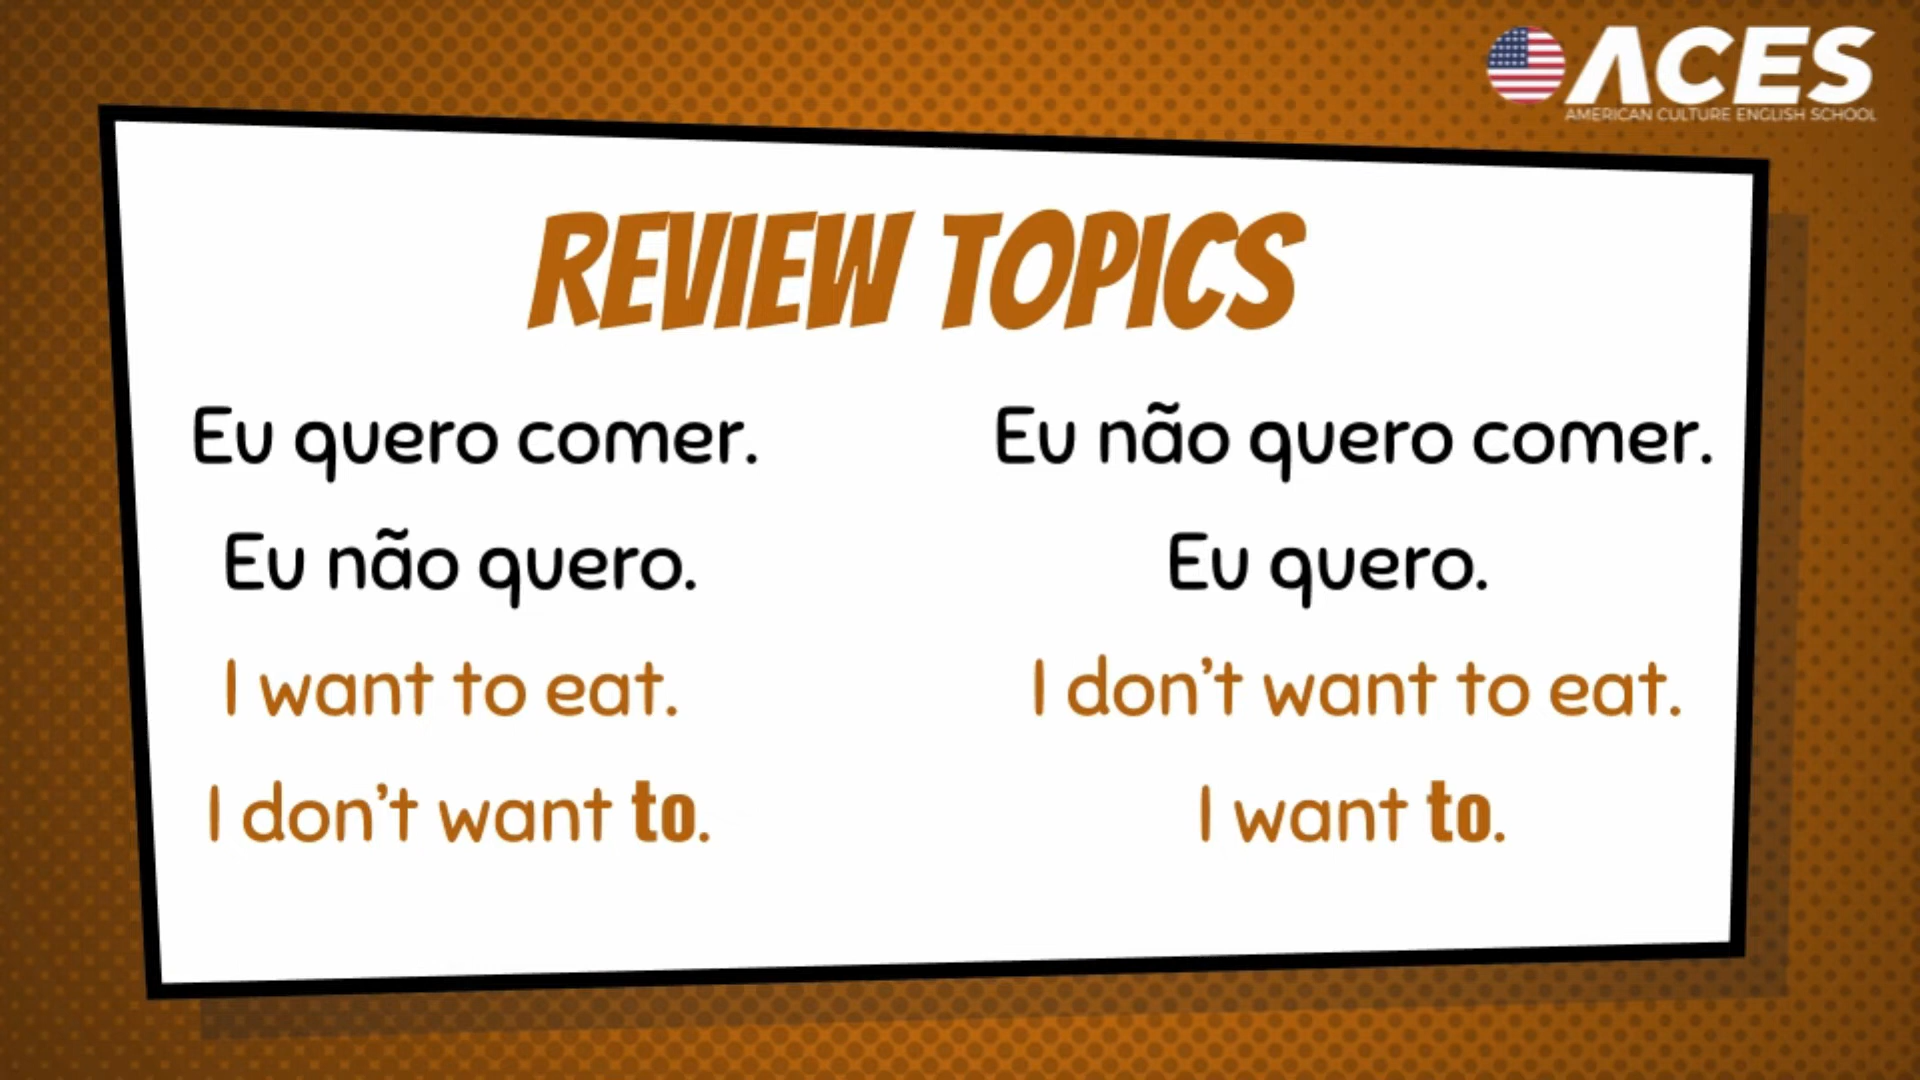 ACES
AMERICAN CULTURE ENGLISH SCHOOL
REVIEW TOPICS
Eu quero comer.
Eu não quero.
I want to eat.
I don't want to.
Eu não quero comer.
Eu quero.
I don't want to eat.
I want to.